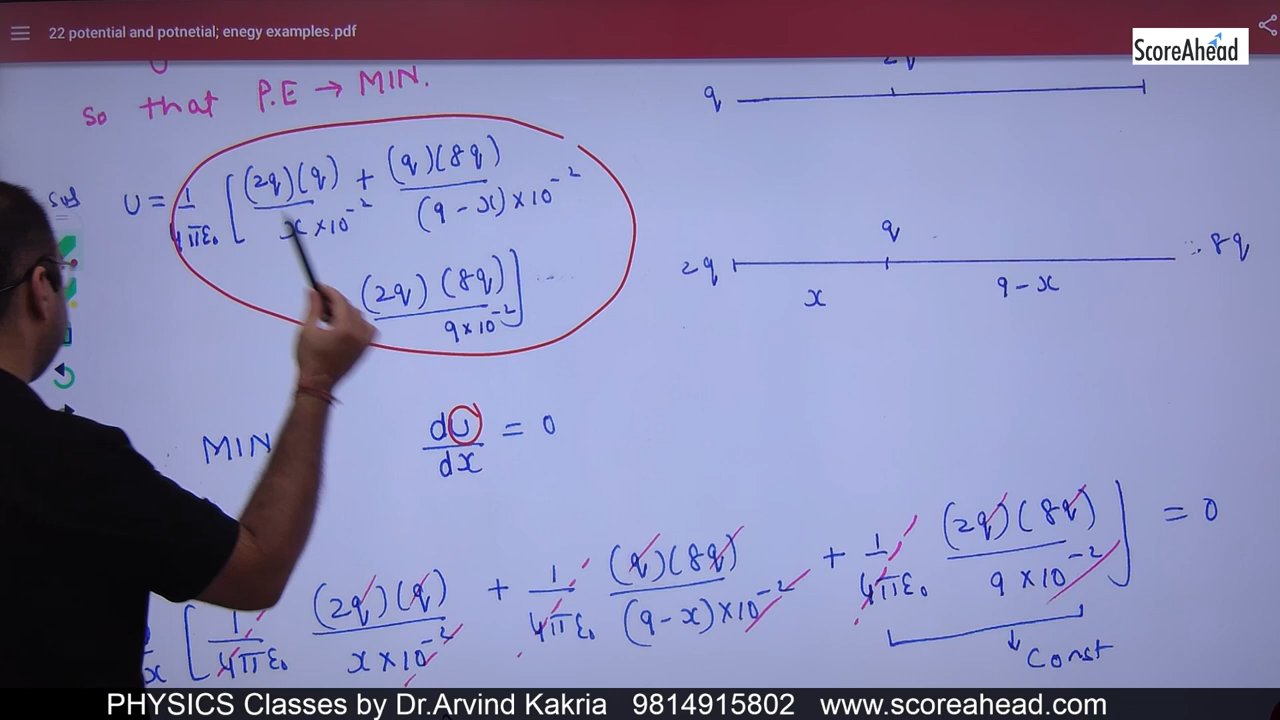 22 potential and potnetial; enegy examples.pdf
ScoreAhead
So that P.E → MIN.
U = 1/4πε₀ [ (2q)(q)/x×10⁻² + (q)(8q)/(9-x)×10⁻²
(2q)(8q)/9×10⁻² ]
q 2q
q
2q 8q
x 9-x
MIN du/dx = 0
[ 1/4πε₀ (2q)(q)/x×10⁻² + 1/4πε₀ (q)(8q)/(9-x)×10⁻² + 1/4πε₀ (2q)(8q)/9×10⁻² ] = 0
Const
PHYSICS Classes by Dr.Arvind Kakria 9814915802 www.scoreahead.com